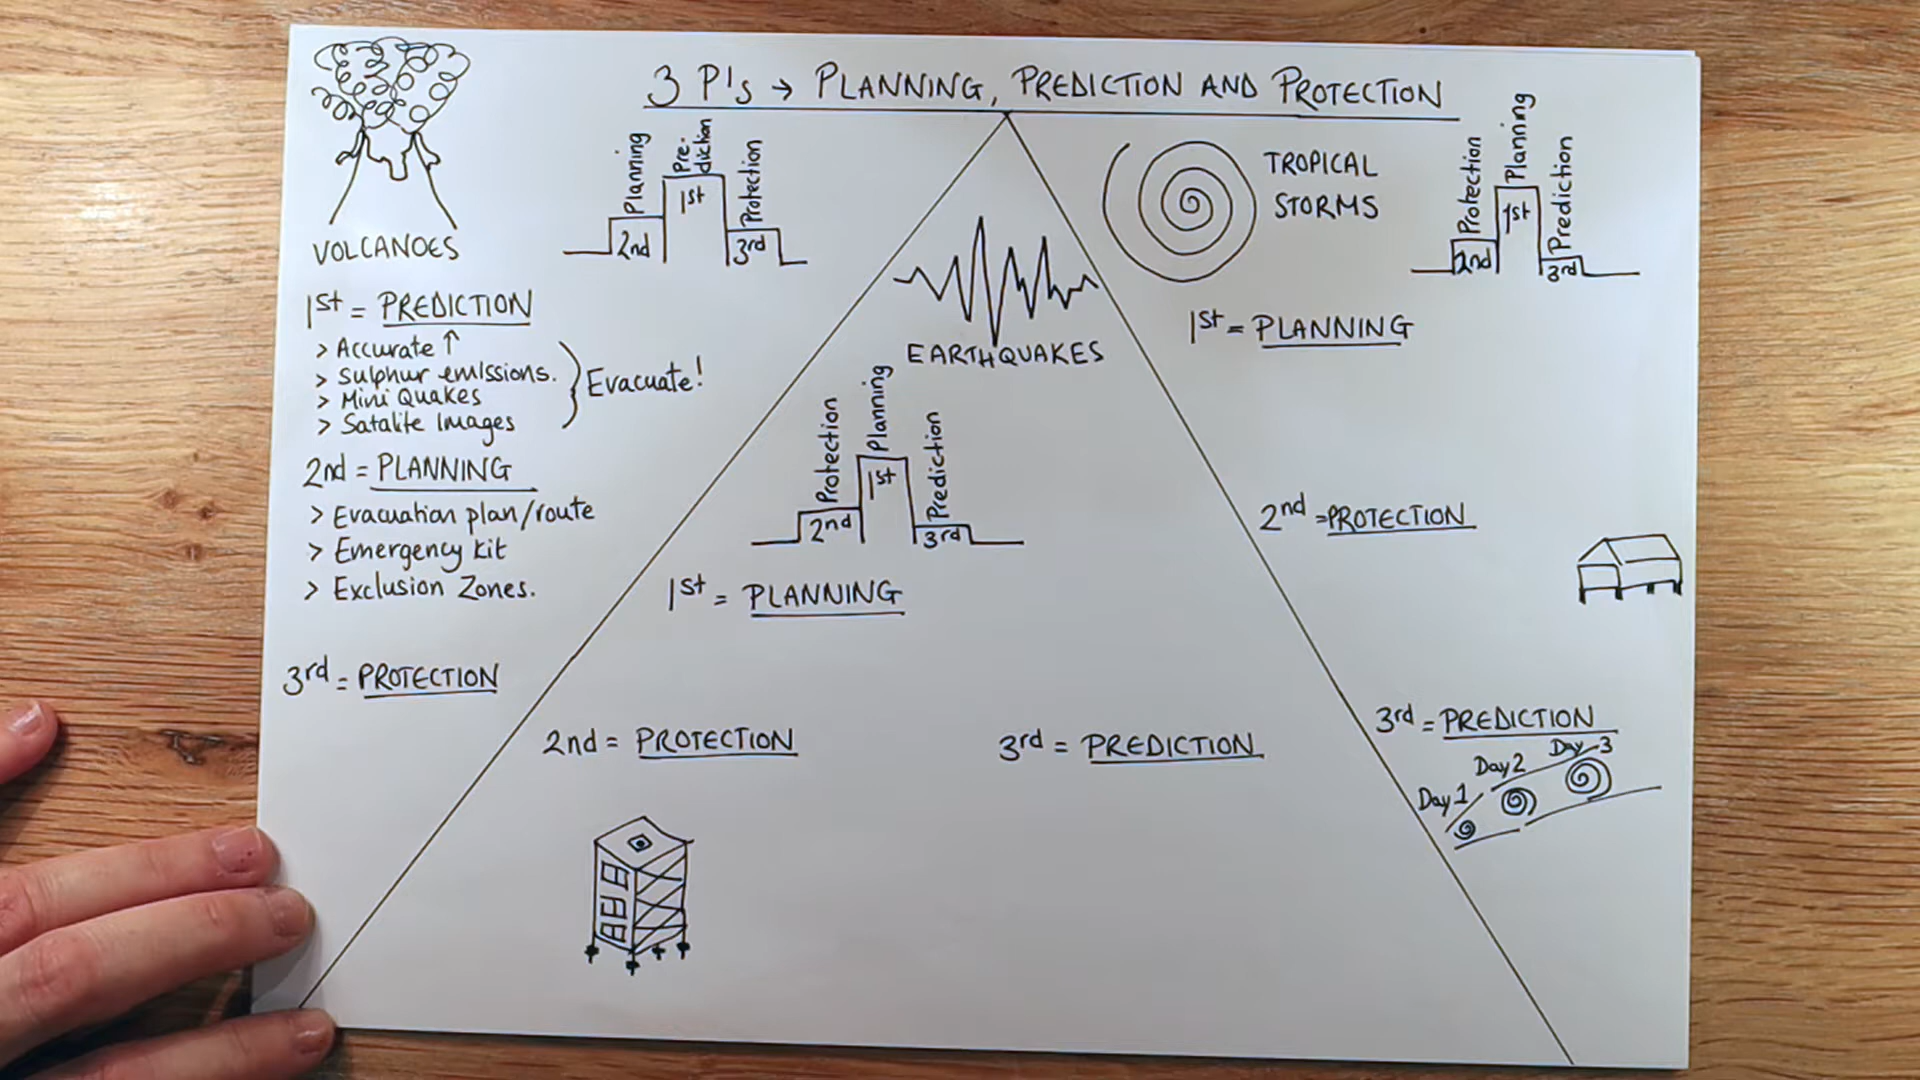 3 P's → PLANNING, PREDICTION AND PROTECTION
VOLCANOES
Planning
Pre-
diction
Protection
2nd
1st
3rd
1st = PREDICTION
> Accurate ↑
> Sulphur emissions.
> Mini Quakes
> Satalite Images
Evacuate!
2nd = PLANNING
> Evacuation plan/route
> Emergency kit
> Exclusion Zones.
3rd = PROTECTION
EARTHQUAKES
Protection
Planning
Prediction
2nd
1st
3rd
1st = PLANNING
2nd = PROTECTION
3rd = PREDICTION
TROPICAL
STORMS
Protection
Planning
Prediction
2nd
1st
3rd
1st = PLANNING
2nd = PROTECTION
3rd = PREDICTION
Day 1
Day 2
Day 3